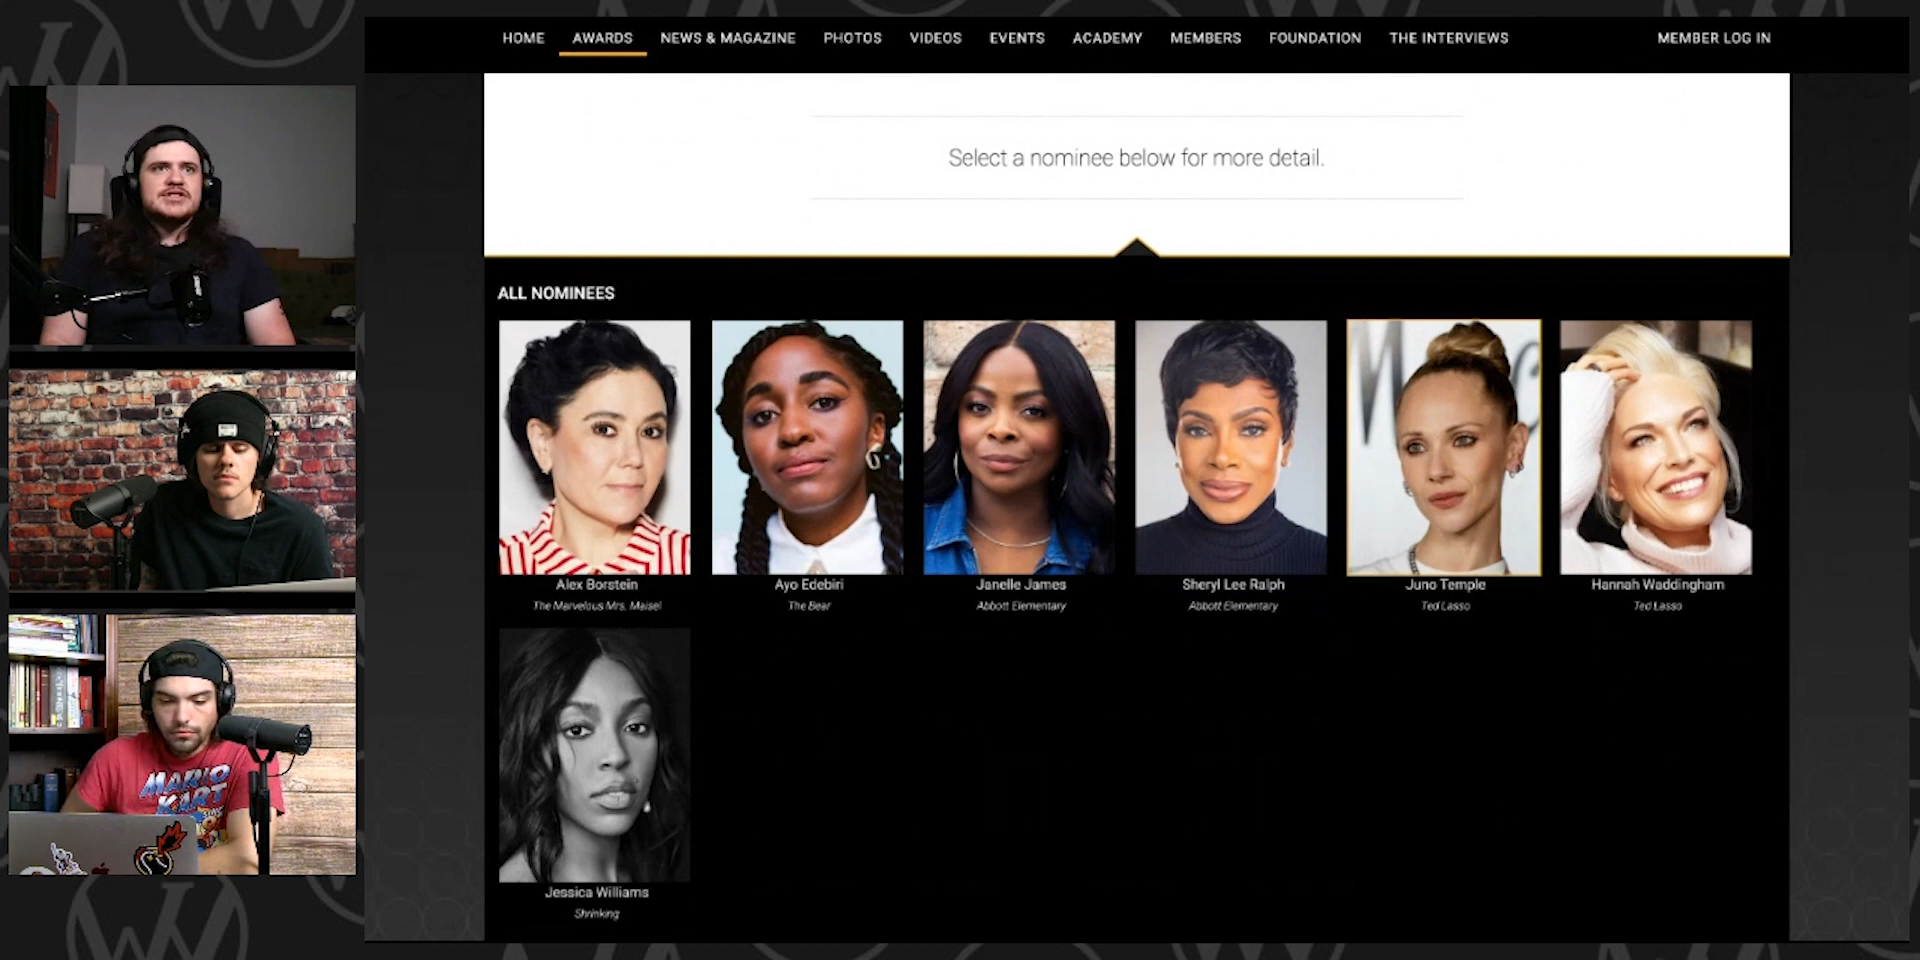 HOME AWARDS NEWS & MAGAZINE PHOTOS VIDEOS EVENTS ACADEMY MEMBERS FOUNDATION THE INTERVIEWS MEMBER LOG IN
Select a nominee below for more detail.
ALL NOMINEES
Alex Borstein Ayo Edebiri Janelle James Sheryl Lee Ralph Juno Temple Hannah Waddingham
The Marvelous Mrs. Maisel The Bear Abbott Elementary Abbott Elementary Ted Lasso Ted Lasso
Jessica Williams
Shrinking
MARIO
KART